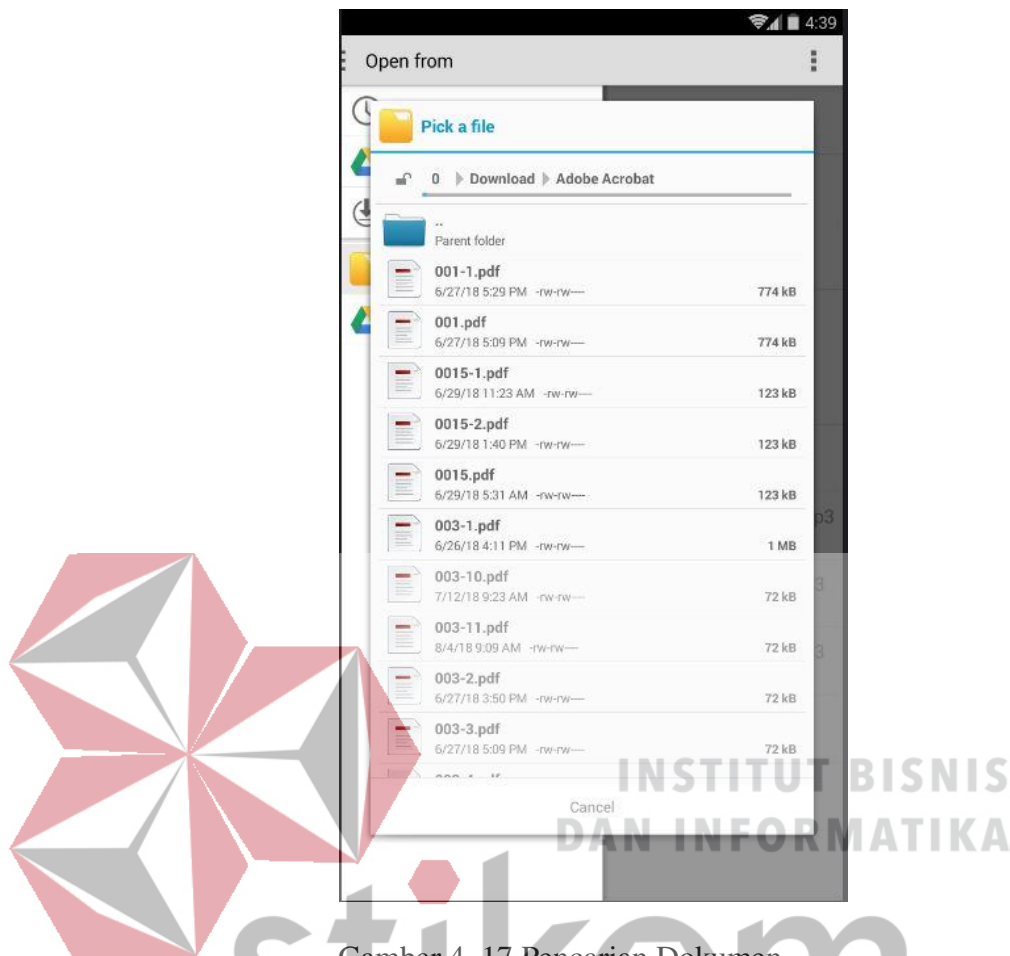 4:39
Open from
Pick a file
0 Download Adobe Acrobat
..
Parent folder
001-1.pdf
6/27/18 5:29 PM -rw-rw---- 774 kB
001.pdf
6/27/18 5:09 PM -rw-rw---- 774 kB
0015-1.pdf
6/29/18 11:23 AM -rw-rw---- 123 kB
0015-2.pdf
6/29/18 1:40 PM -rw-rw---- 123 kB
0015.pdf
6/29/18 5:31 AM -rw-rw---- 123 kB
p3
003-1.pdf
6/26/18 4:11 PM -rw-rw---- 1 MB
003-10.pdf
7/12/18 9:23 AM -rw-rw---- 72 kB
3
003-11.pdf
8/4/18 9:09 AM -rw-rw---- 72 kB
3
003-2.pdf
6/27/18 3:50 PM -rw-rw---- 72 kB
003-3.pdf
6/27/18 5:09 PM -rw-rw---- 72 kB
Cancel
INSTITUT BISNIS
DAN INFORMATIKA
stikom
Gambar 4. 17 Pencarian Dokumen